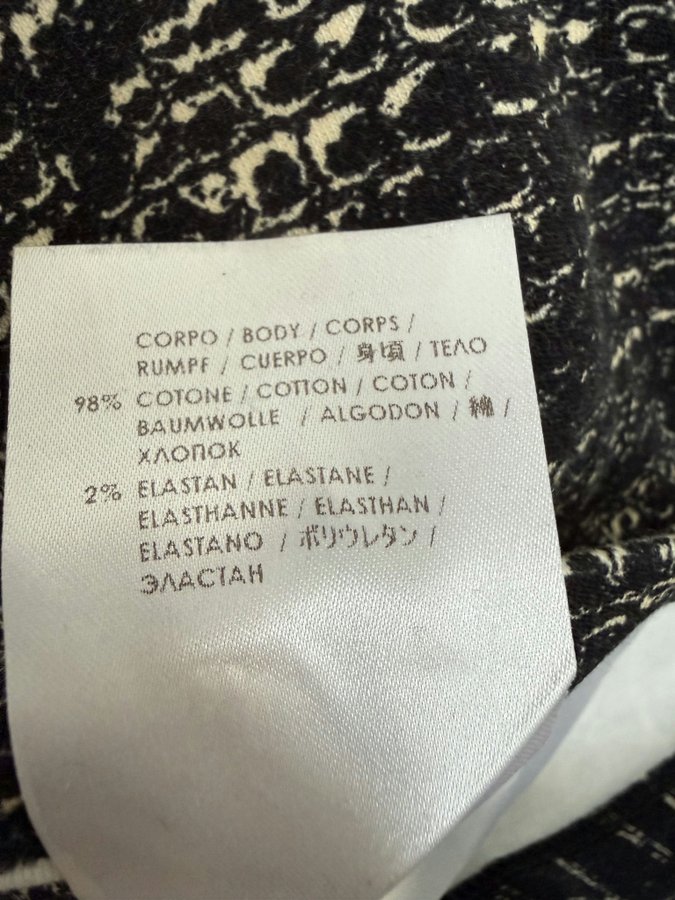 CORPO / BODY / CORPS /
RUMPF / CUERPO / 身頃 / ТЕЛО
98% COTONE / COTTON / COTON /
BAUMWOLLE / ALGODON / 綿 /
ХЛОПОК
2% ELASTAN / ELASTANE /
ELASTHANNE / ELASTHAN /
ELASTANO / ポリウレタン /
ЭЛАСТАН